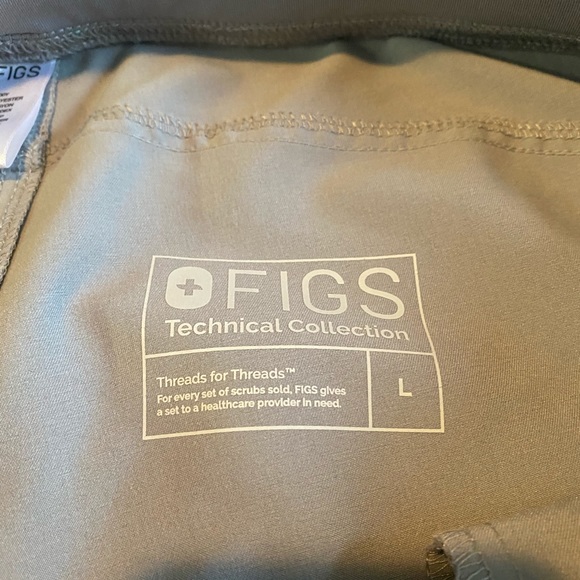 FIGS
FIGS
Technical Collection
Threads for Threads™
For every set of scrubs sold, FIGS gives
a set to a healthcare provider in need.
L